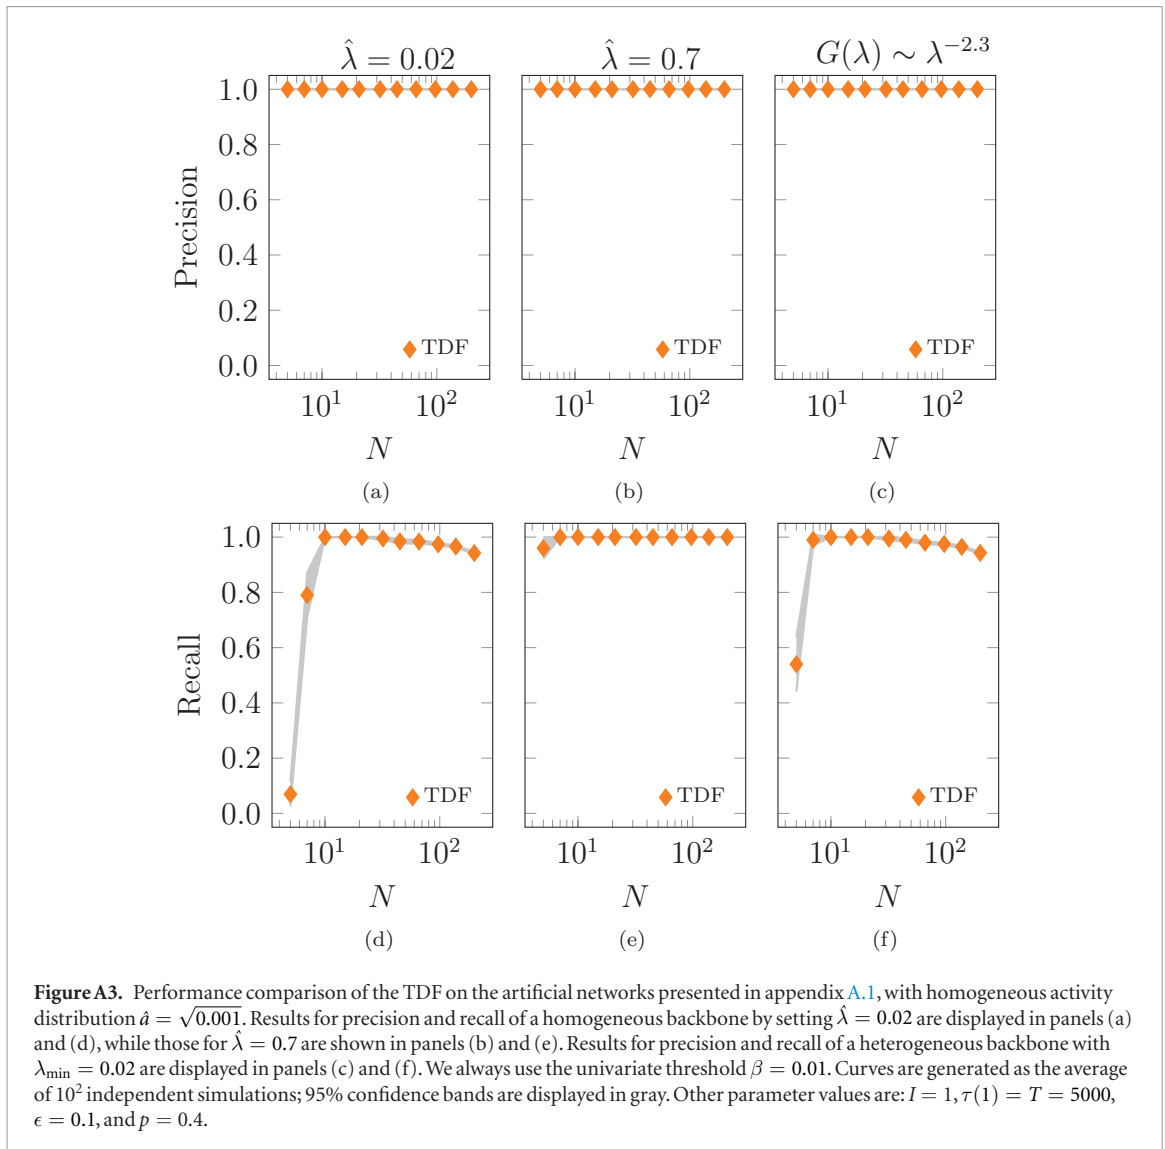 λ̂ = 0.02
λ̂ = 0.7
G(λ) ∼ λ^{−2.3}
Precision
1.0
0.8
0.6
0.4
0.2
0.0
TDF
TDF
TDF
10^1 10^2
10^1 10^2
10^1 10^2
N
N
N
(a)
(b)
(c)
Recall
1.0
0.8
0.6
0.4
0.2
0.0
TDF
TDF
TDF
10^1 10^2
10^1 10^2
10^1 10^2
N
N
N
(d)
(e)
(f)
Figure A3. Performance comparison of the TDF on the artificial networks presented in appendix A.1, with homogeneous activity
distribution â = √0.001. Results for precision and recall of a homogeneous backbone by setting λ̂ = 0.02 are displayed in panels (a)
and (d), while those for λ̂ = 0.7 are shown in panels (b) and (e). Results for precision and recall of a heterogeneous backbone with
λ_min = 0.02 are displayed in panels (c) and (f). We always use the univariate threshold β = 0.01. Curves are generated as the average
of 10^2 independent simulations; 95% confidence bands are displayed in gray. Other parameter values are: I = 1, τ(1) = T = 5000,
ϵ = 0.1, and p = 0.4.